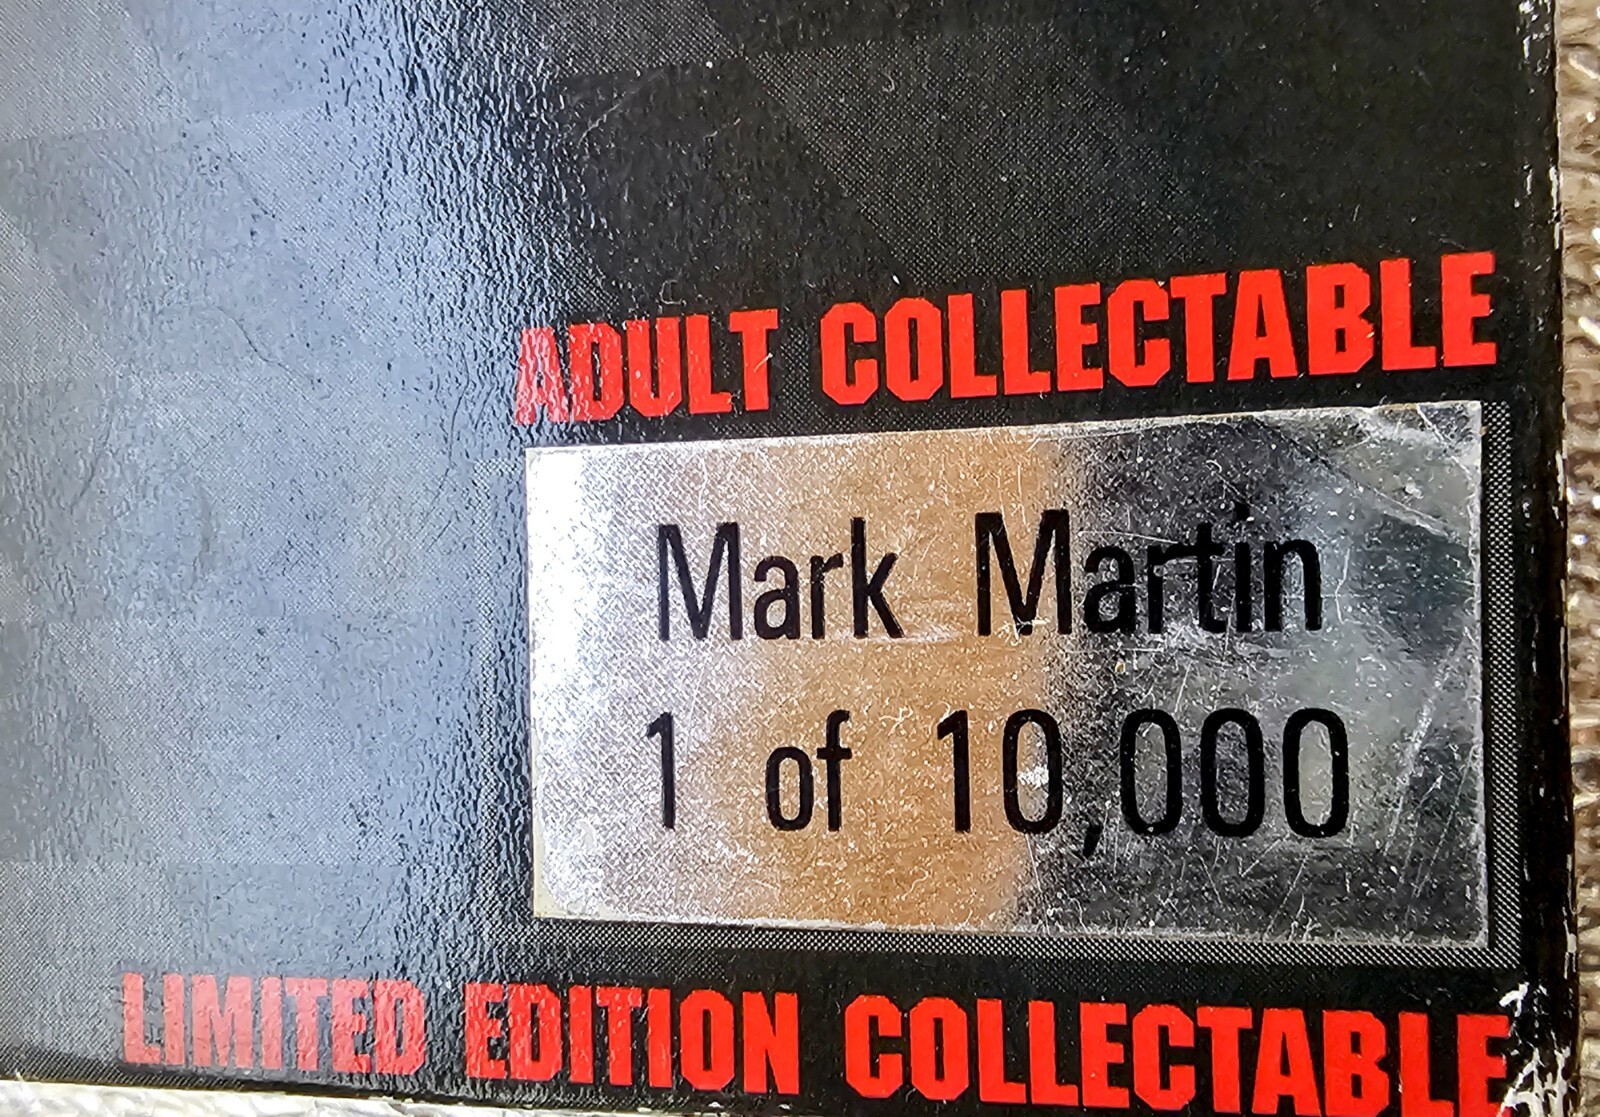 ADULT COLLECTABLE
Mark Martin
1 of 10,000
LIMITED EDITION COLLECTABLE